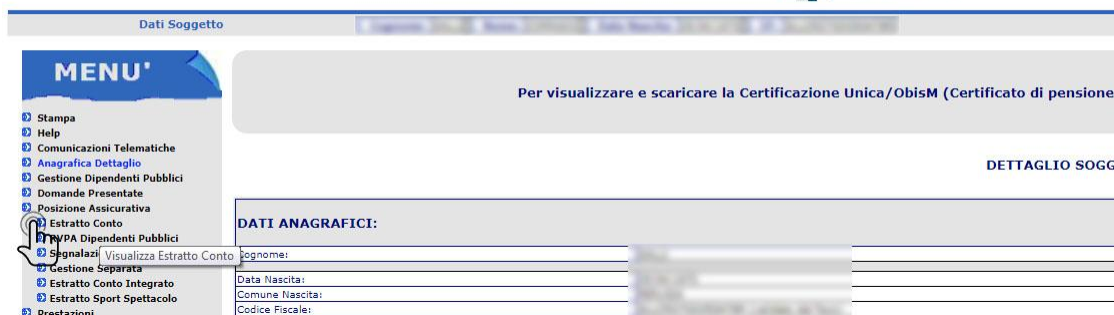 Dati Soggetto
MENU'
Per visualizzare e scaricare la Certificazione Unica/ObisM (Certificato di pensione
Stampa
Help
Comunicazioni Telematiche
Anagrafica Dettaglio
Gestione Dipendenti Pubblici
Domande Presentate
Posizione Assicurativa
Estratto Conto
Dipendenti Pubblici
Segnalazi
Visualizza Estratto Conto
Gestione Separata
Estratto Conto Integrato
Estratto Sport Spettacolo
Prestazioni
DETTAGLIO SOGG
DATI ANAGRAFICI:
Cognome:
Data Nascita:
Comune Nascita:
Codice Fiscale: